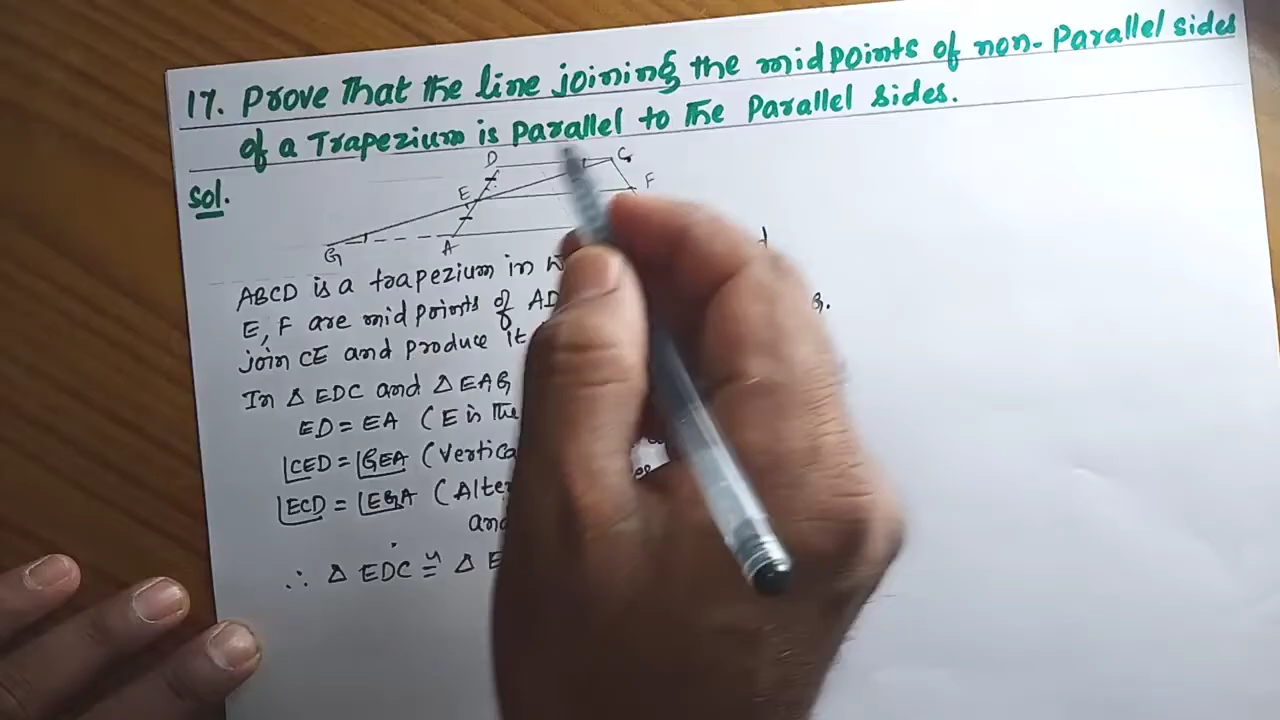 17. Prove That the line joining the midpoints of non-Parallel sides
of a Trapezium is parallel to The Parallel sides.
Sol.
D C
E F
G A
ABCD is a trapezium in
E, F are mid points of AD
join CE and produce it
In △ EDC and △ EAG
ED = EA (E is the
∠CED = ∠GEA (Vertica
∠ECD = ∠EGA (Alter
and
∴ △ EDC ≅ △ E